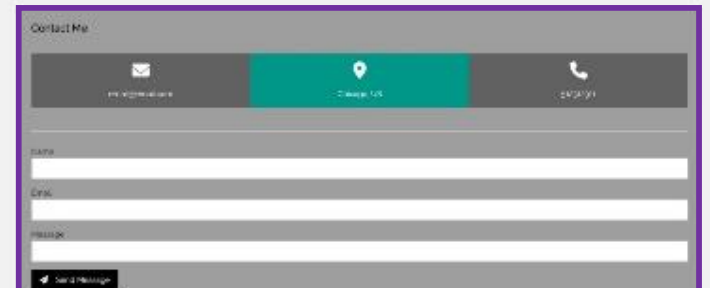 Contact Me
Chicago, US
Name
Email
Message
Send Message